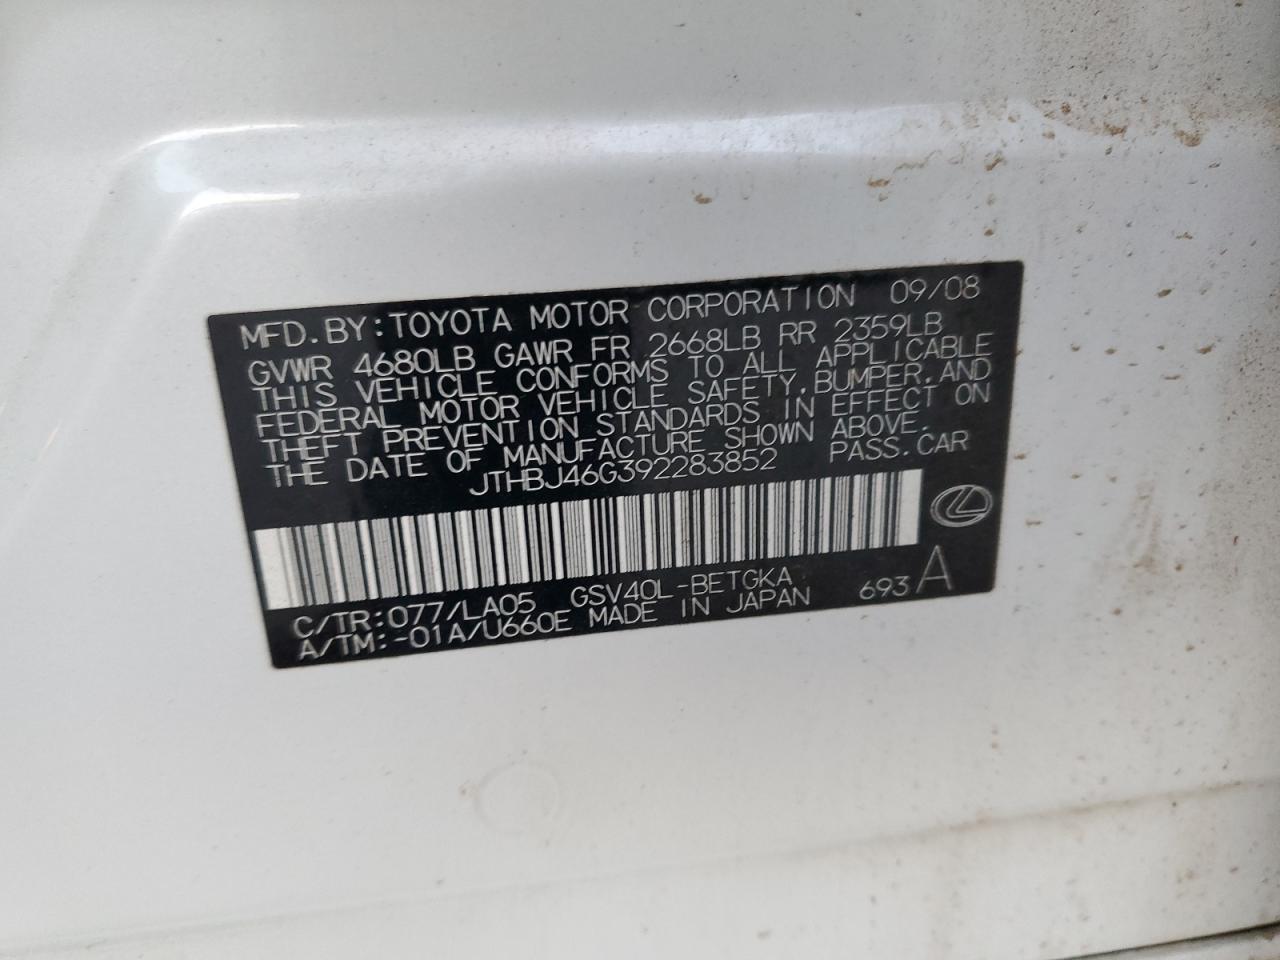 MFD. BY: TOYOTA MOTOR CORPORATION 09/08
GVWR 4680LB GAWR FR 2668LB RR 2359LB
THIS VEHICLE CONFORMS TO ALL APPLICABLE
FEDERAL MOTOR VEHICLE SAFETY, BUMPER, AND
THEFT PREVENTION STANDARDS IN EFFECT ON
THE DATE OF MANUFACTURE SHOWN ABOVE.
JTHBJ46G392283852 PASS. CAR
C/TR: 077/LA05 GSV40L-BETGKA 693 A
A/TM: -01A/U660E MADE IN JAPAN